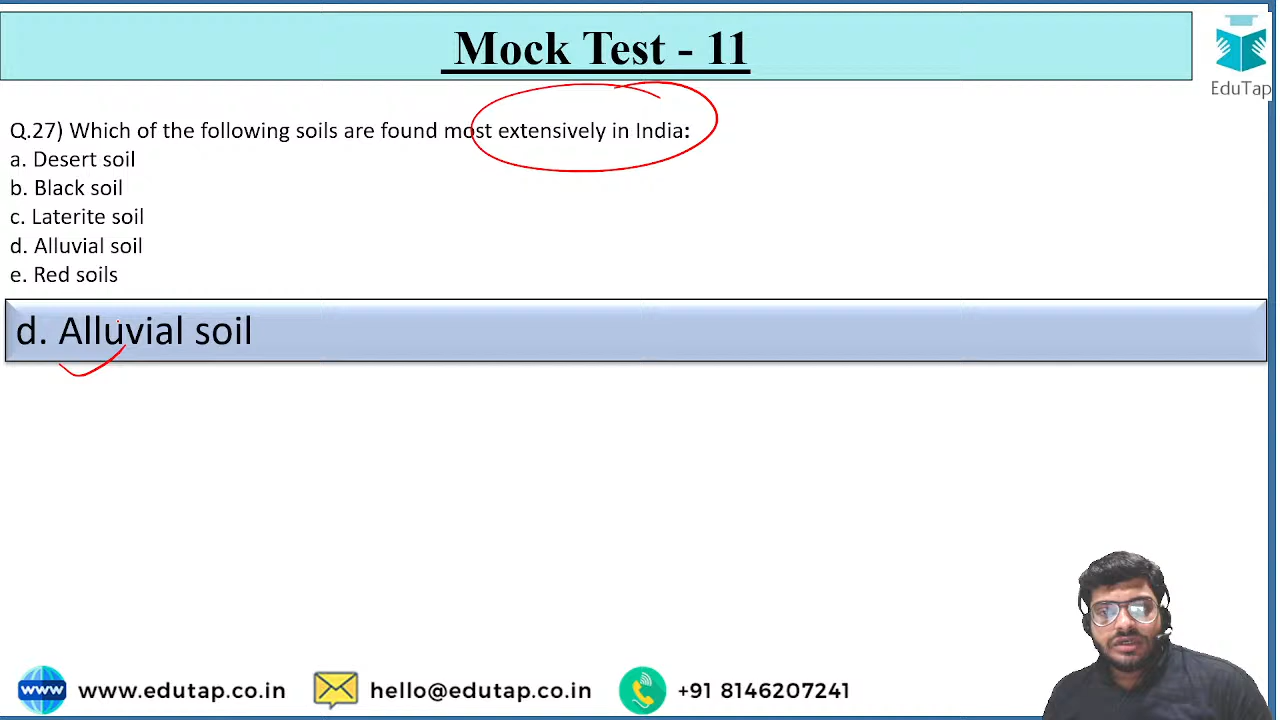 Mock Test - 11
EduTap
Q.27) Which of the following soils are found most extensively in India:
a. Desert soil
b. Black soil
c. Laterite soil
d. Alluvial soil
e. Red soils
d. Alluvial soil
www www.edutap.co.in hello@edutap.co.in +91 8146207241